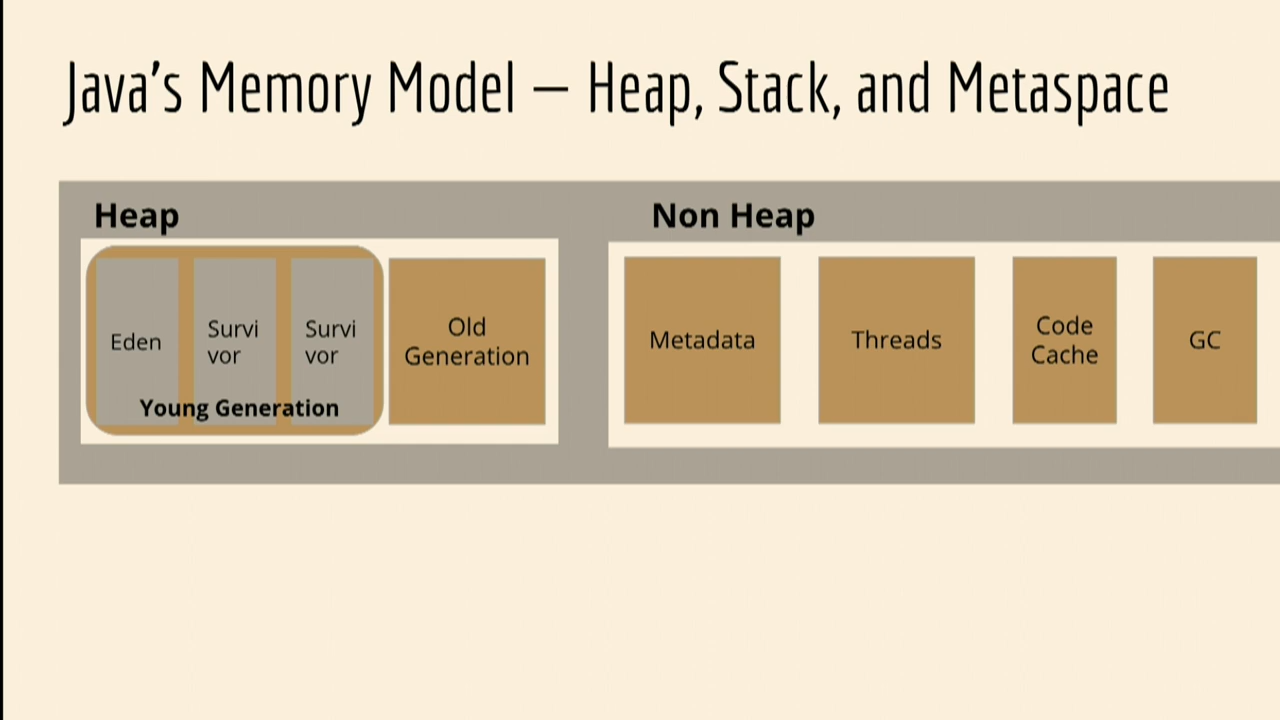 Java's Memory Model – Heap, Stack, and Metaspace
Heap
Non Heap
Eden
Survi
vor
Survi
vor
Young Generation
Old
Generation
Metadata
Threads
Code
Cache
GC